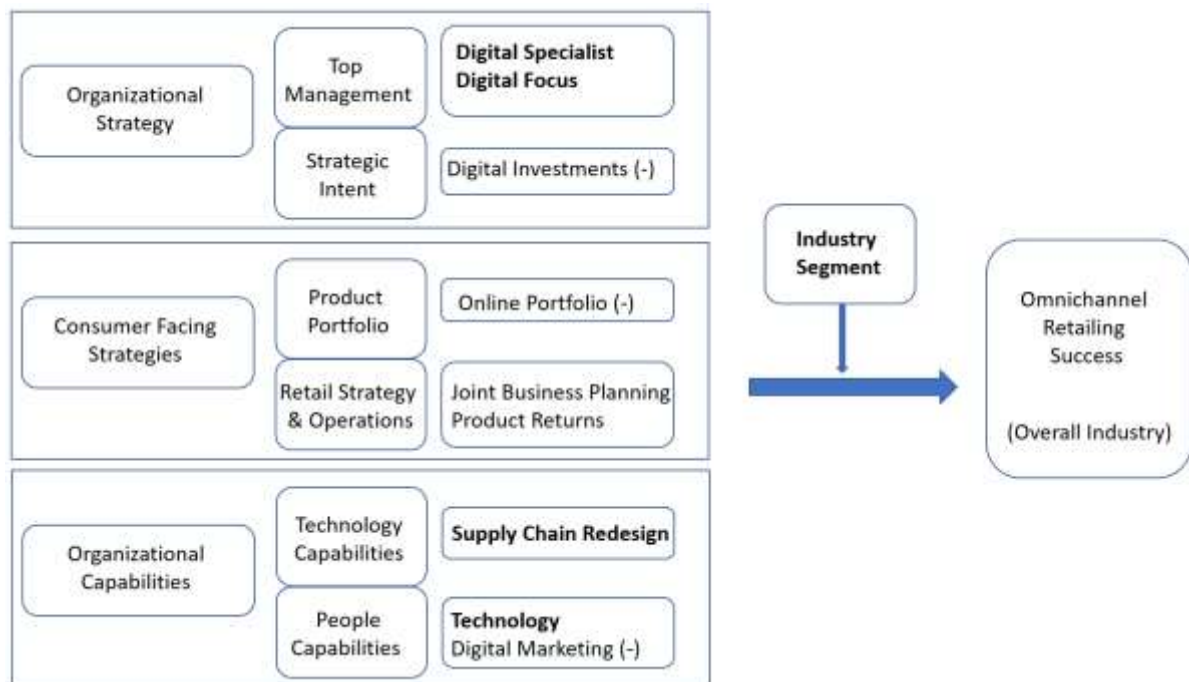 Organizational
Strategy
Top
Management
Digital Specialist
Digital Focus
Strategic
Intent
Digital Investments (-)
Consumer Facing
Strategies
Product
Portfolio
Online Portfolio (-)
Retail Strategy
& Operations
Joint Business Planning
Product Returns
Organizational
Capabilities
Technology
Capabilities
Supply Chain Redesign
People
Capabilities
Technology
Digital Marketing (-)
Industry
Segment
Omnichannel
Retailing
Success
(Overall Industry)